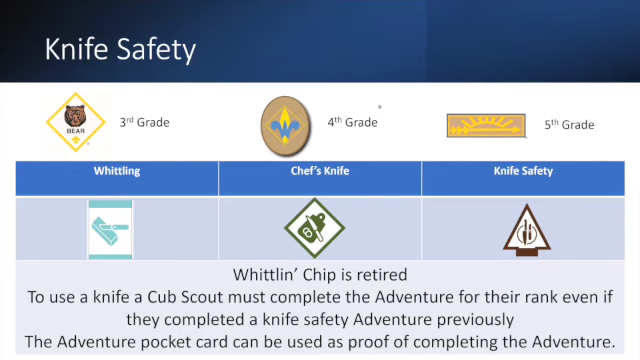 Knife Safety
BEAR
3rd Grade
4th Grade
5th Grade
Whittling
Chef's Knife
Knife Safety
Whittlin' Chip is retired
To use a knife a Cub Scout must complete the Adventure for their rank even if
they completed a knife safety Adventure previously
The Adventure pocket card can be used as proof of completing the Adventure.